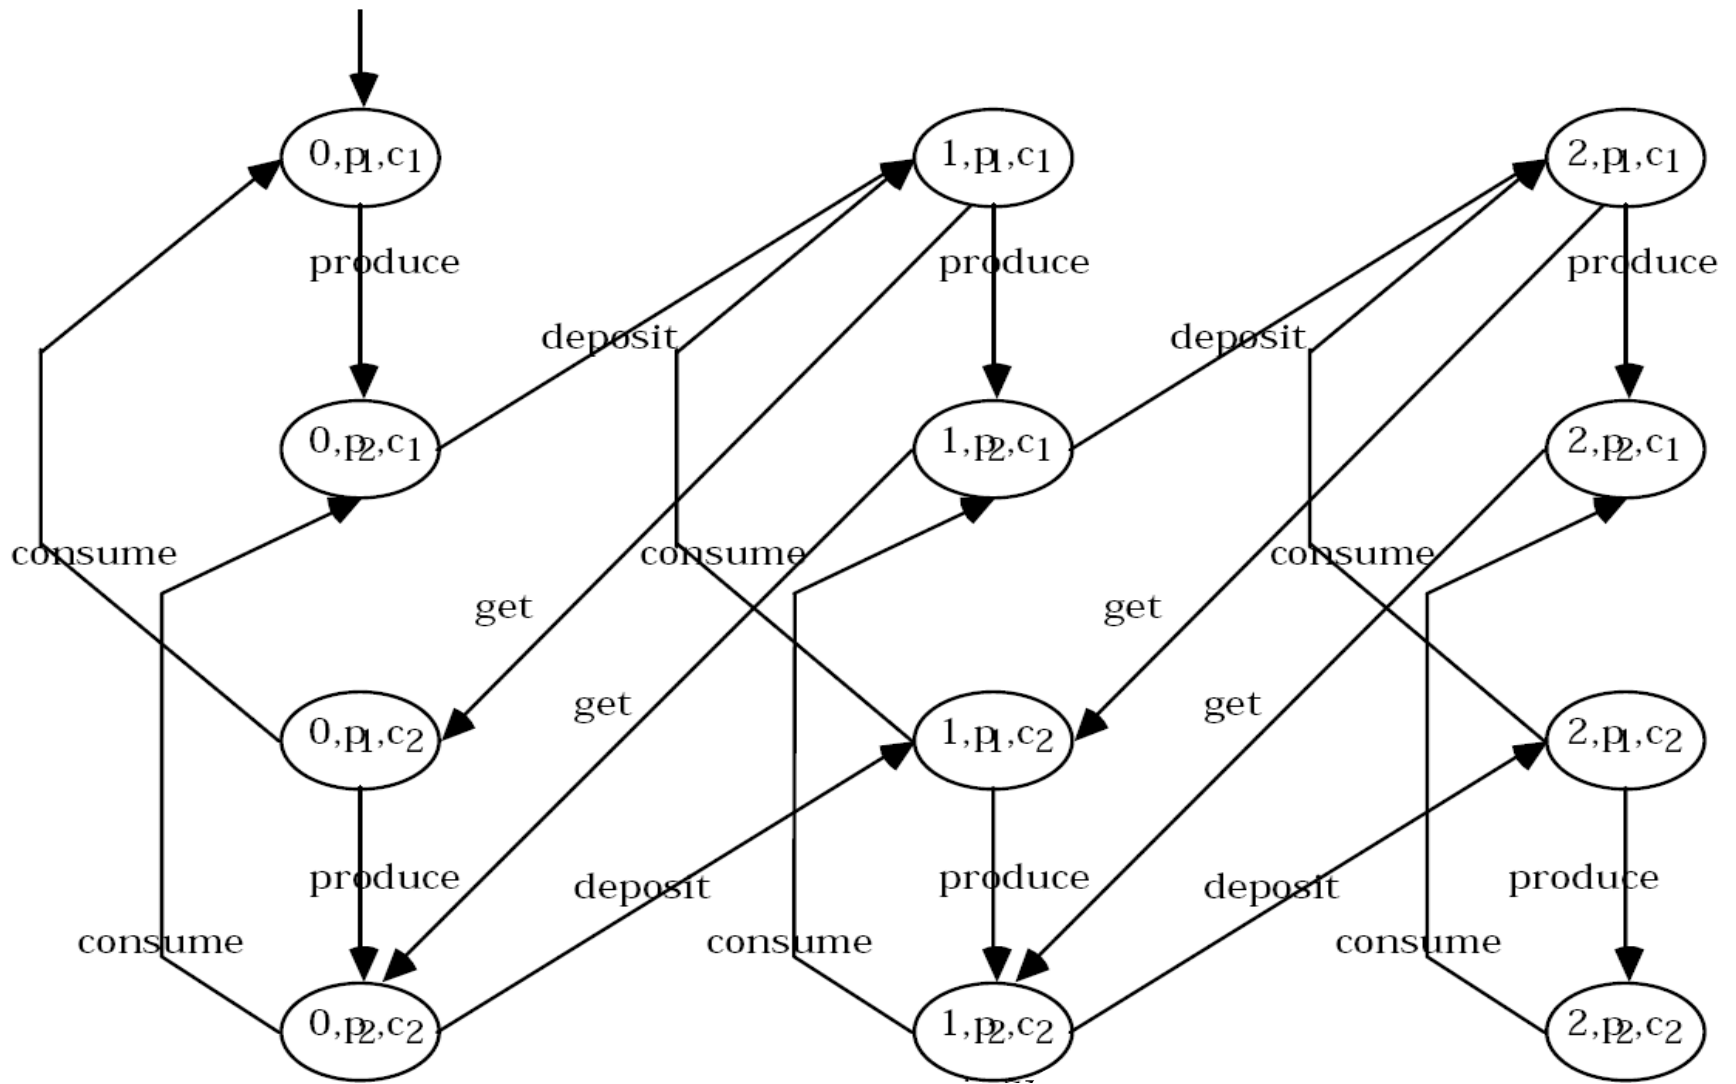 0,p1,c1 1,p1,c1 2,p1,c1
produce produce produce
deposit deposit
0,p2,c1 1,p2,c1 2,p2,c1
consume consume consume
get get
get get
0,p1,c2 1,p1,c2 2,p1,c2
produce deposit produce deposit produce
consume consume consume
0,p2,c2 1,p2,c2 2,p2,c2